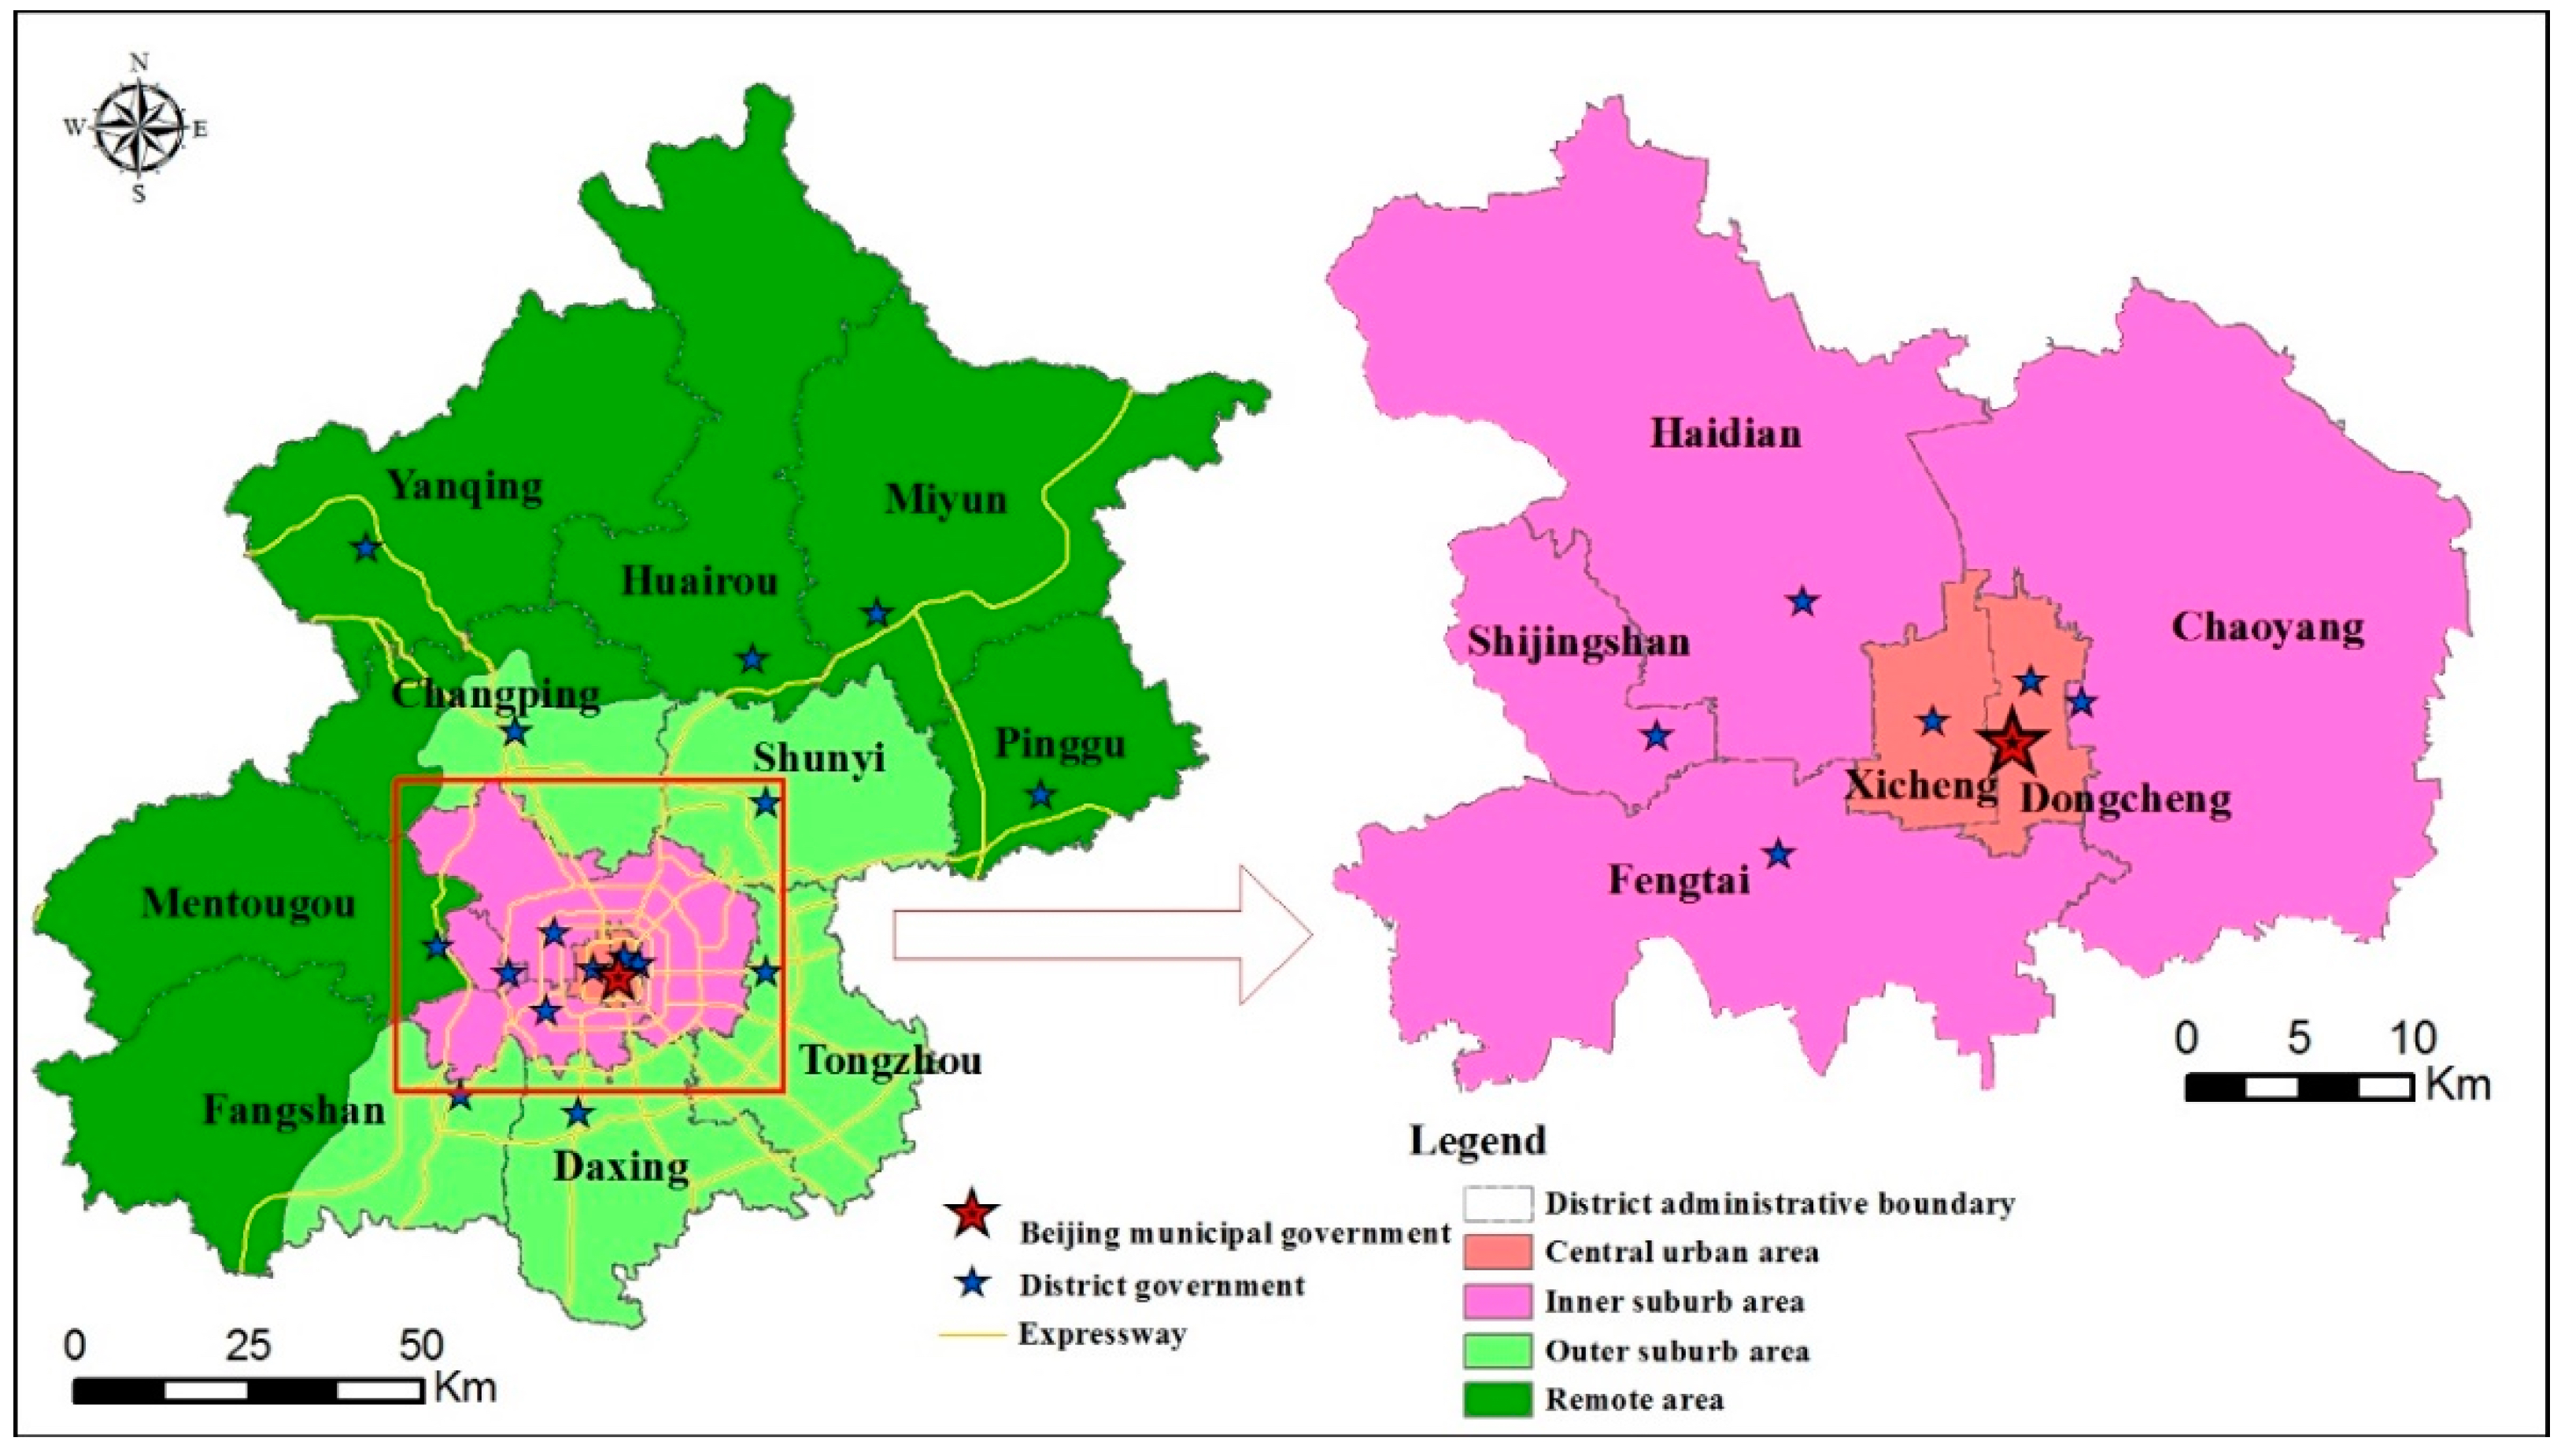 N
W
E
S
Yanqing
Miyun
Huairou
Changping
Shunyi
Pinggu
Mentougou
Tongzhou
Fangshan
Daxing
0 25 50
Km
Haidian
Chaoyang
Shijingshan
Xicheng
Dongcheng
Fengtai
0 5 10
Km
Legend
Beijing municipal government
District government
Expressway
District administrative boundary
Central urban area
Inner suburb area
Outer suburb area
Remote area